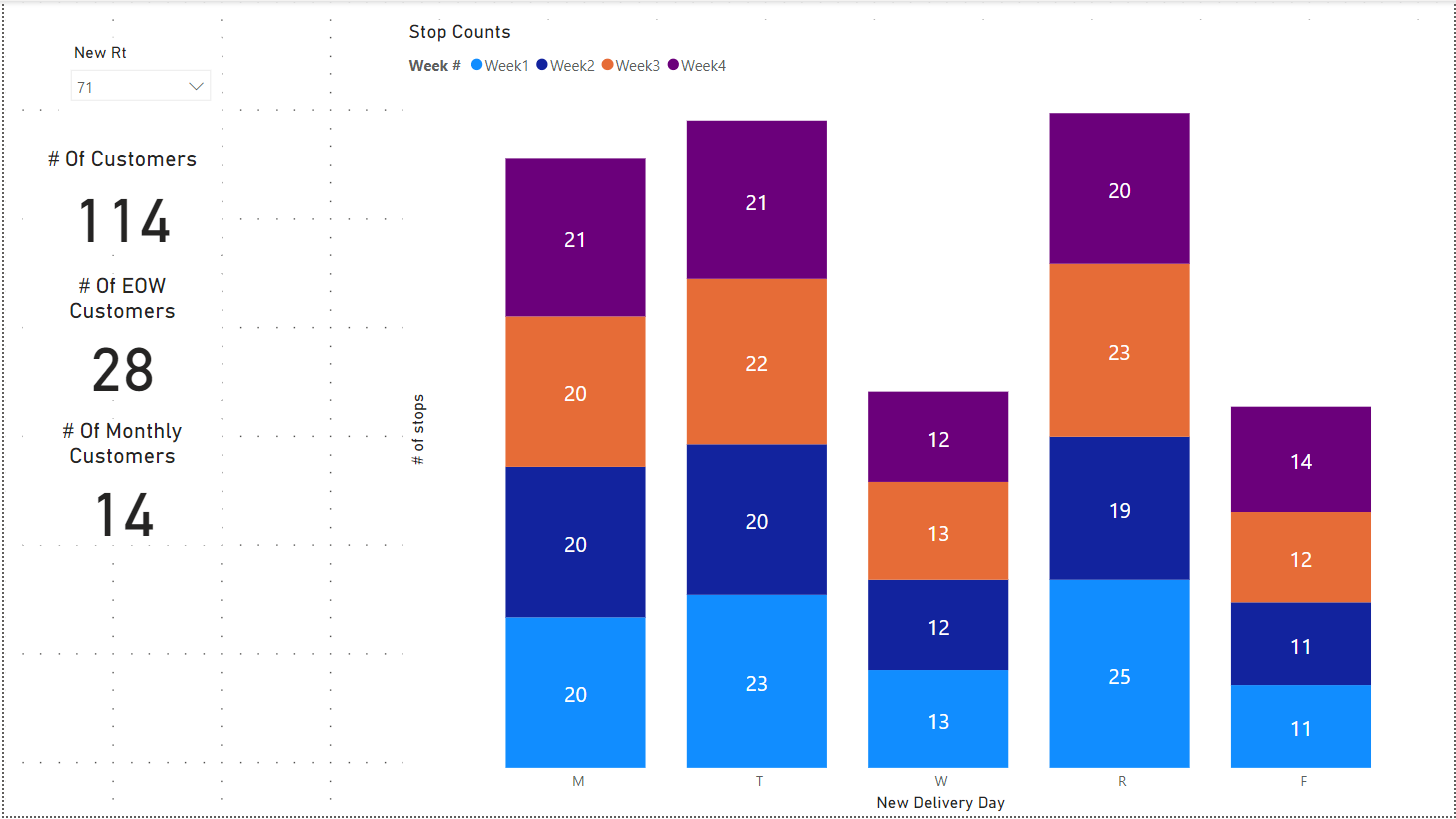 New Rt
71
# Of Customers
114
# Of EOW
Customers
28
# Of Monthly
Customers
14
Stop Counts
Week # Week1 Week2 Week3 Week4
# of stops
21
20
20
20
21
22
20
23
12
13
12
13
20
23
19
25
14
12
11
11
M T W R F
New Delivery Day